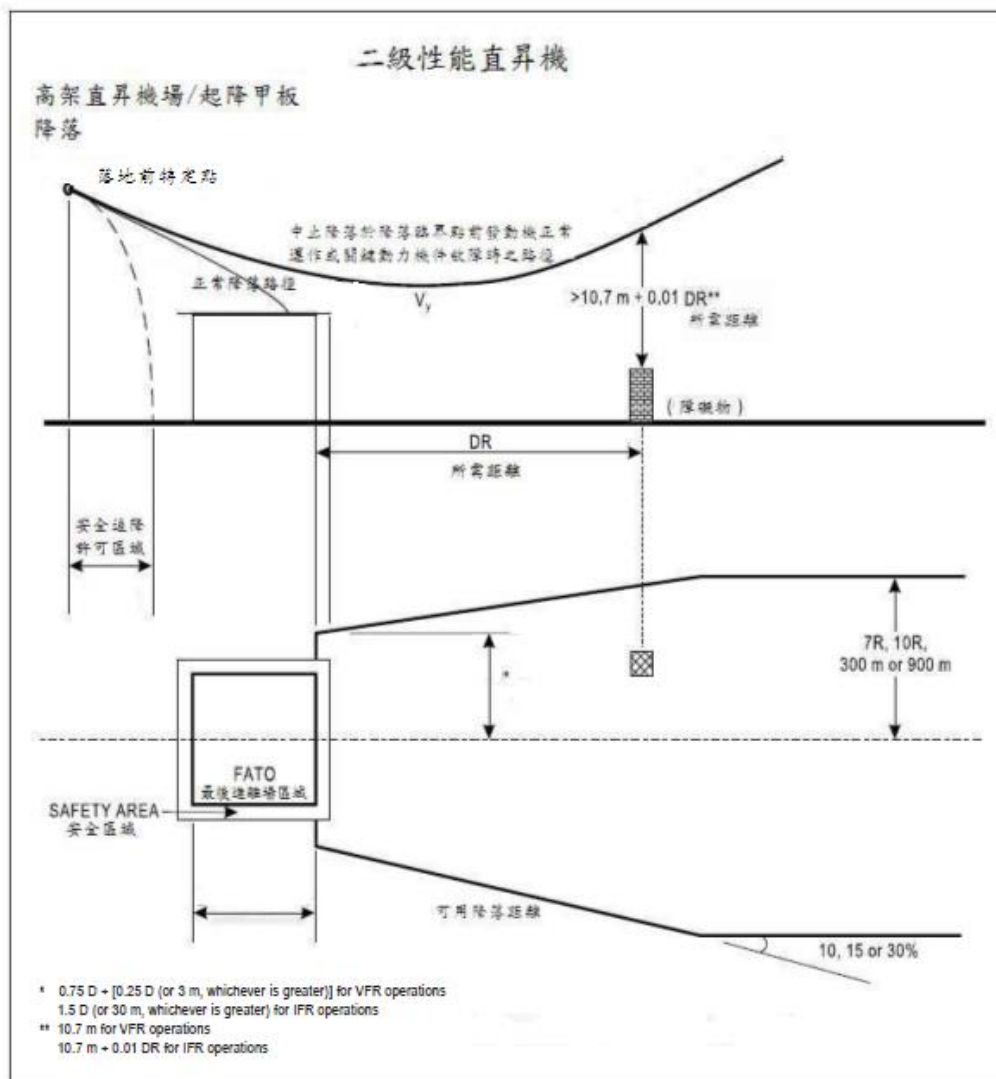 二級性能直昇機
高架直昇機場/起降甲板
降落
落地前特定點
中止降落於降落臨界點前發動機正常
運作或關鍵動力機件故障時之路徑
正常降落路徑
Vy
>10.7 m + 0.01 DR**
所需距離
(障礙物)
DR
所需距離
安全迫降
許可區域
7R, 10R,
300 m or 900 m
*
FATO
最後進離場區域
SAFETY AREA
安全區域
可用降落距離
10, 15 or 30%
* 0.75 D + [0.25 D (or 3 m, whichever is greater)] for VFR operations
1.5 D (or 30 m, whichever is greater) for IFR operations
** 10.7 m for VFR operations
10.7 m + 0.01 DR for IFR operations